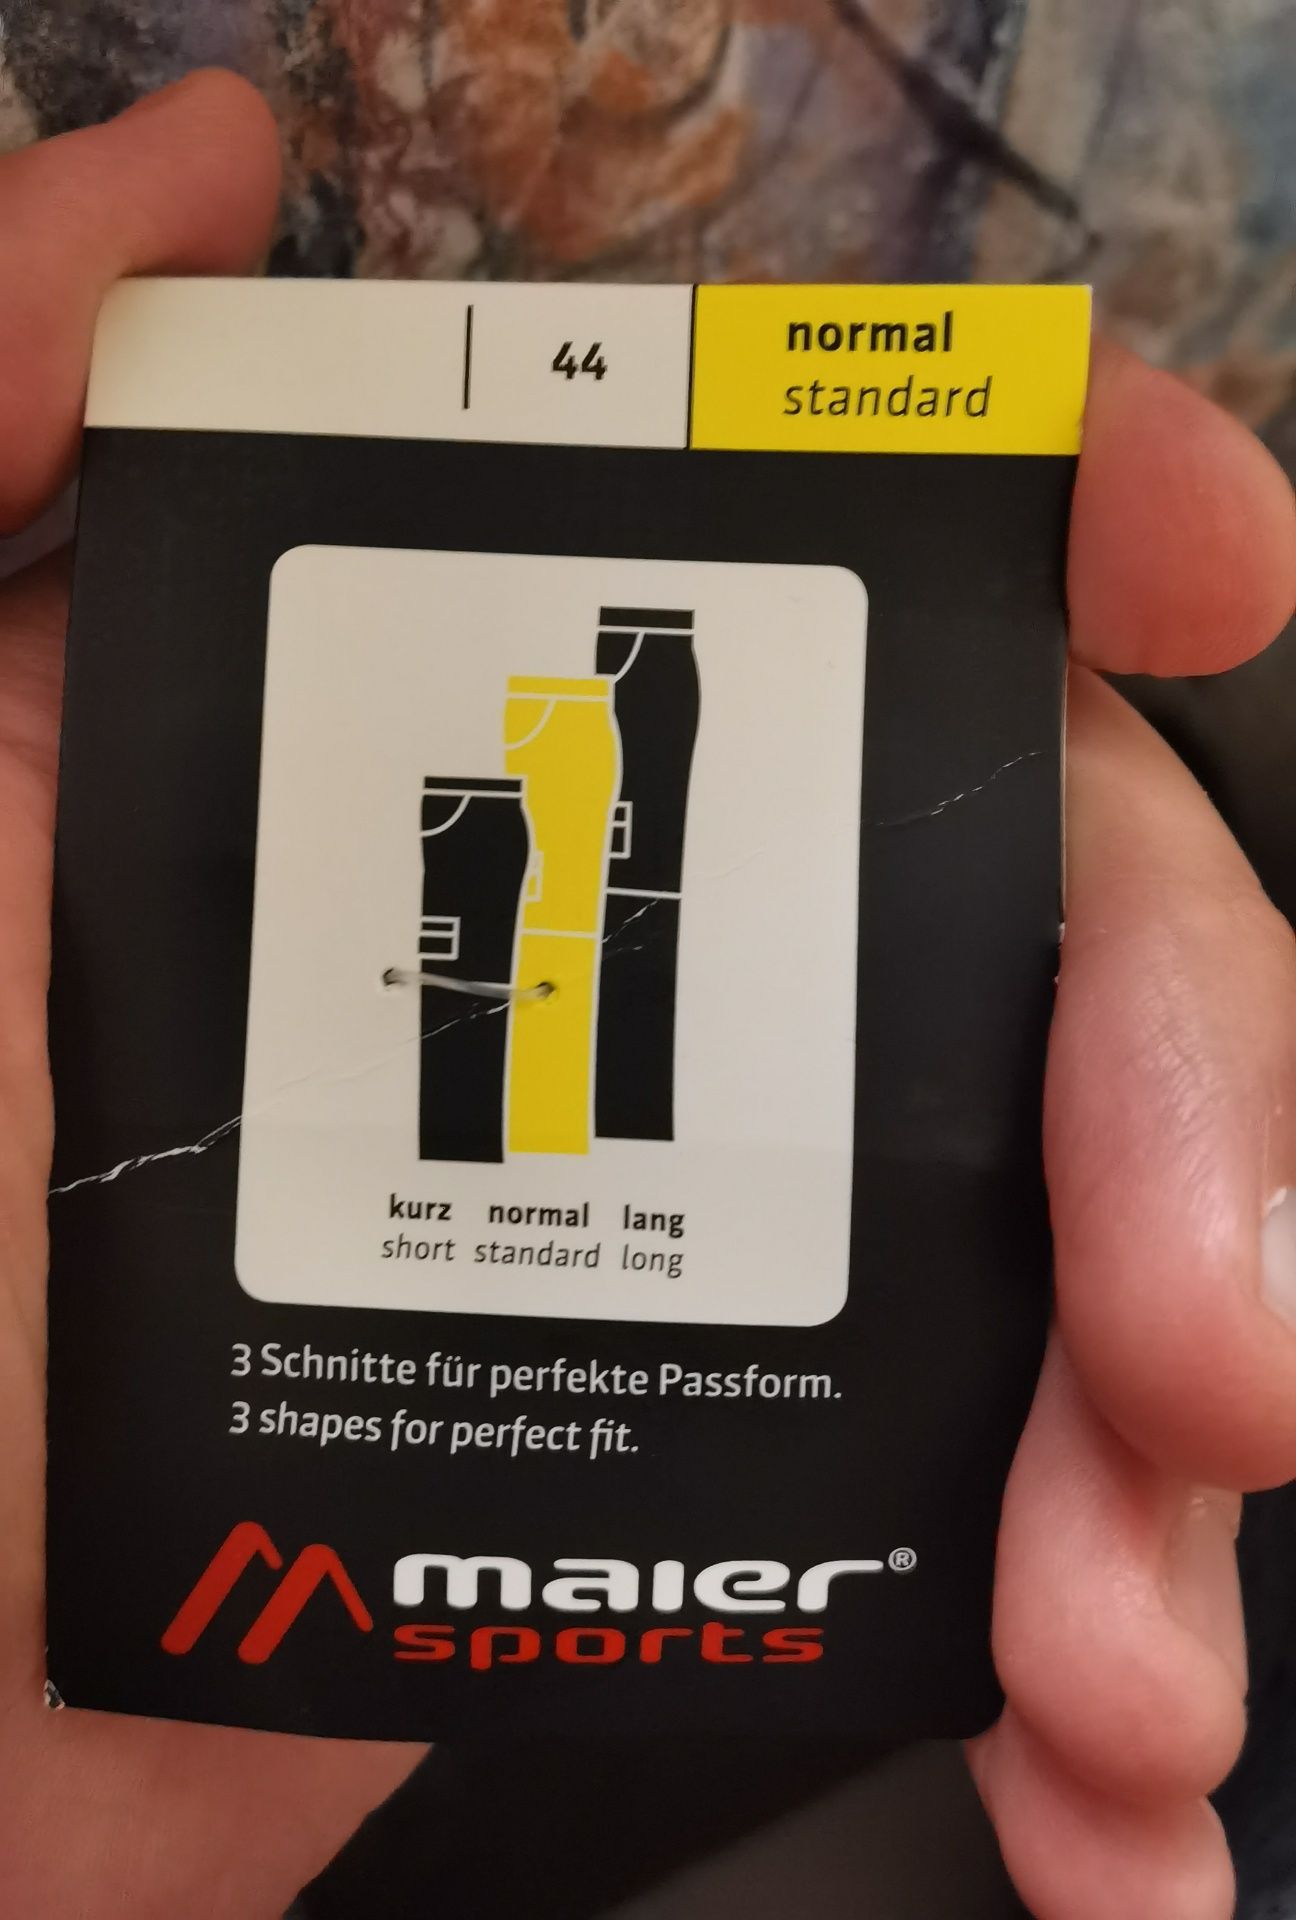 44
normal
standard
kurz normal lang
short standard long
3 Schnitte für perfekte Passform.
3 shapes for perfect fit.
maier®
sports